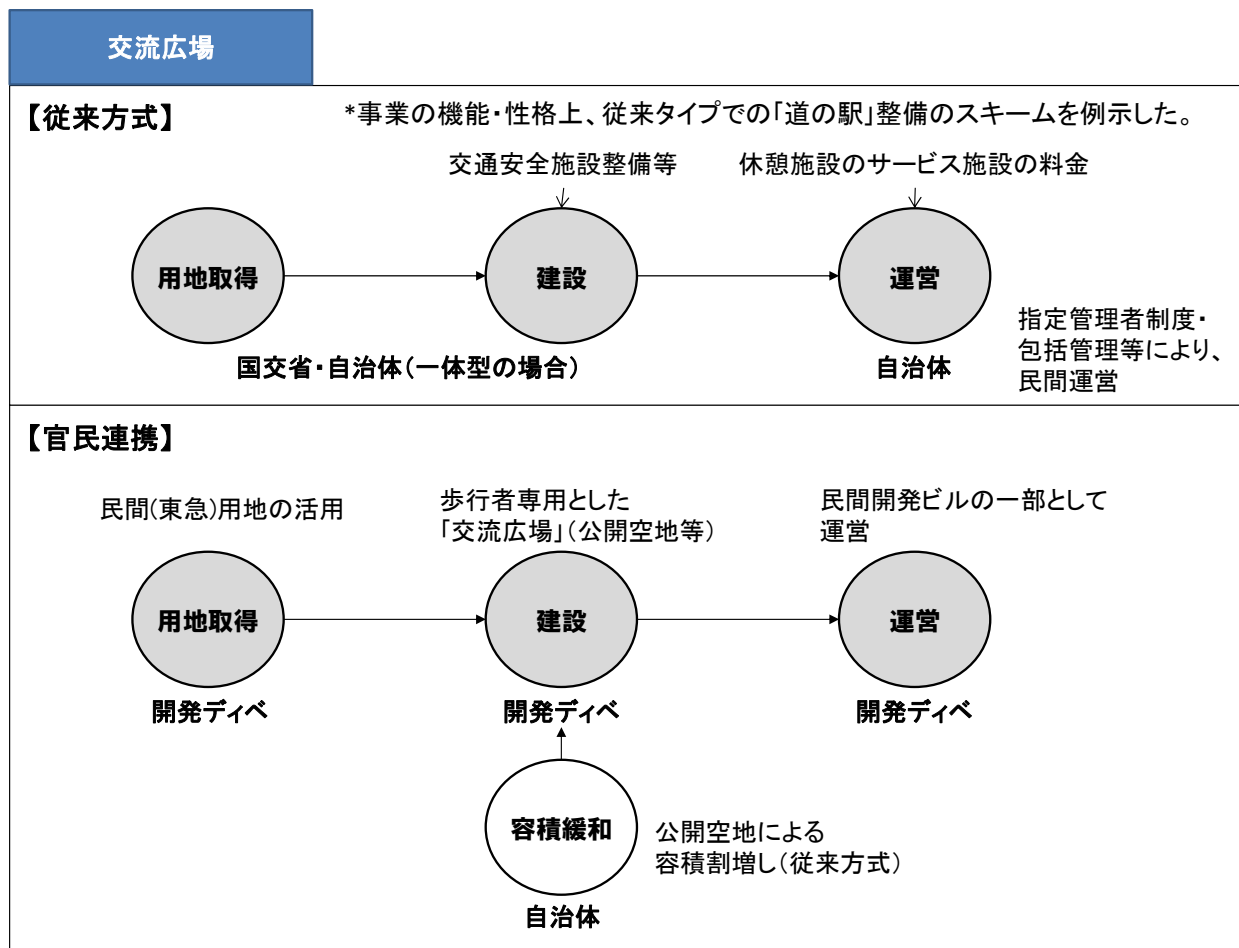 交流広場
【従来方式】
*事業の機能・性格上、従来タイプでの「道の駅」整備のスキームを例示した。
交通安全施設整備等
休憩施設のサービス施設の料金
用地取得
建設
運営
国交省・自治体(一体型の場合)
自治体
指定管理者制度・
包括管理等により、
民間運営
【官民連携】
民間(東急)用地の活用
歩行者専用とした
「交流広場」(公開空地等)
民間開発ビルの一部として
運営
用地取得
建設
運営
開発ディベ
開発ディベ
開発ディベ
容積緩和
公開空地による
容積割増し(従来方式)
自治体